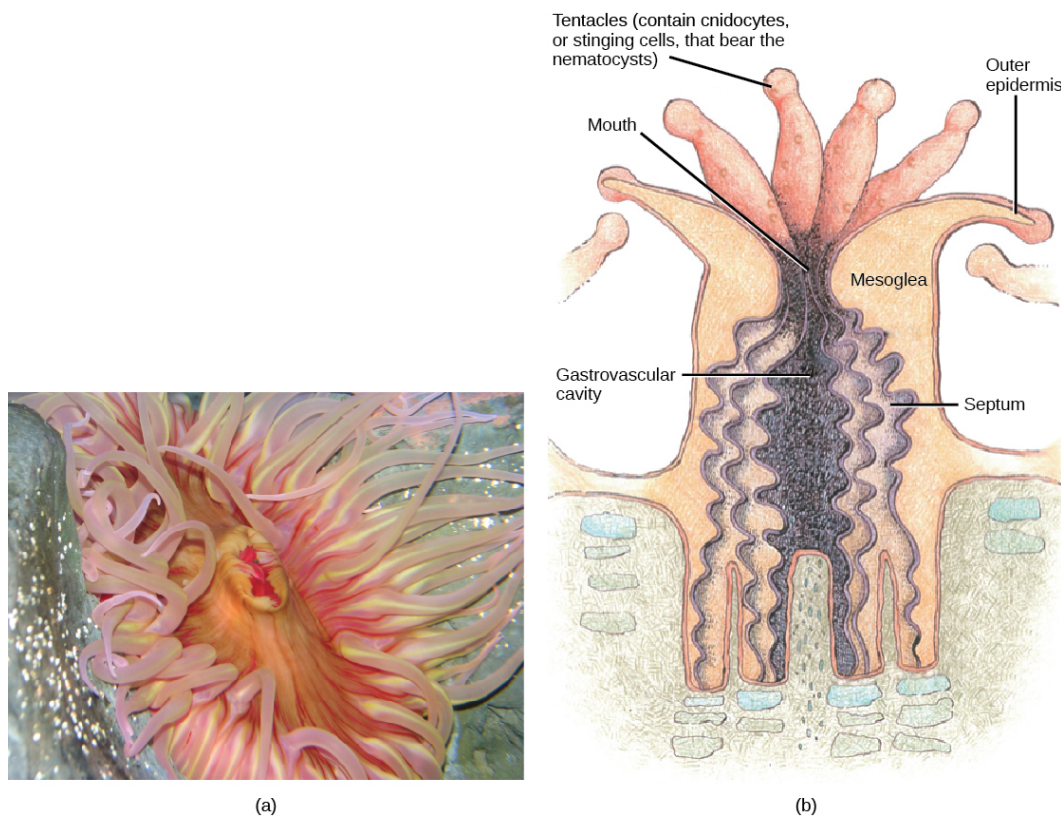 Tentacles (contain cnidocytes,
or stinging cells, that bear the
nematocysts)
Outer
epidermis
Mouth
Mesoglea
Gastrovascular
cavity
Septum
(a)
(b)